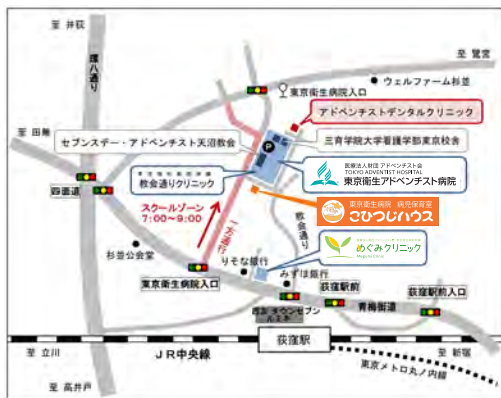 至 井荻
環八通り
至 鷺宮
ウェルファーム杉並
東京衛生病院入口
アドベンチストデンタルクリニック
至 田無
セブンスデー・アドベンチスト天沼教会
P
三育学院大学看護学部東京校舎
教会通りクリニック
医療法人財団 アドベンチスト会
TOKYO ADVENTIST HOSPITAL
東京衛生アドベンチスト病院
四面道
スクールゾーン
7:00〜9:00
一方通行
教会通り
東京衛生病院 病児保育室
こひつじハウス
めぐみクリニック
杉並公会堂
東京衛生病院入口
りそな銀行
みずほ銀行
荻窪駅前
青梅街道
荻窪駅前入口
西友 タウンセブン
荻窪駅
至 立川
JR中央線
至 新宿
東京メトロ丸ノ内線
至 高井戸